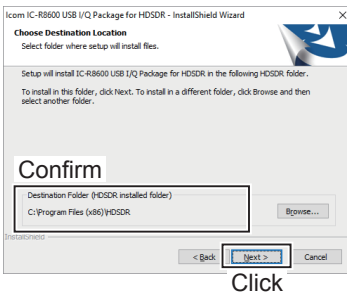 Icom IC-R8600 USB I/Q Package for HDSDR - InstallShield Wizard
Choose Destination Location
Select folder where setup will install files.
Setup will install IC-R8600 USB I/Q Package for HDSDR in the following HDSDR folder.
To install in this folder, click Next. To install in a different folder, click Browse and then
select another folder.
Confirm
Destination Folder (HDSDR installed folder)
C:\Program Files (x86)\HDSDR
Browse...
InstallShield
< Back Next > Cancel
Click